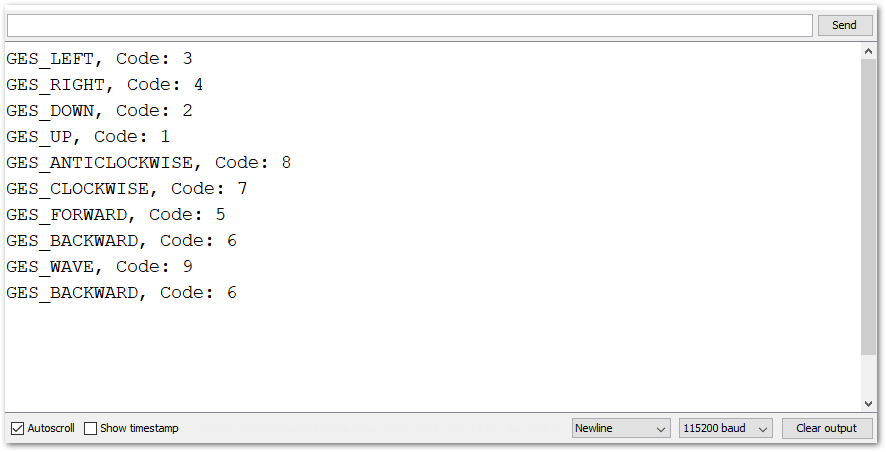 Send
GES_LEFT, Code: 3
GES_RIGHT, Code: 4
GES_DOWN, Code: 2
GES_UP, Code: 1
GES_ANTICLOCKWISE, Code: 8
GES_CLOCKWISE, Code: 7
GES_FORWARD, Code: 5
GES_BACKWARD, Code: 6
GES_WAVE, Code: 9
GES_BACKWARD, Code: 6
Autoscroll Show timestamp Newline 115200 baud Clear output